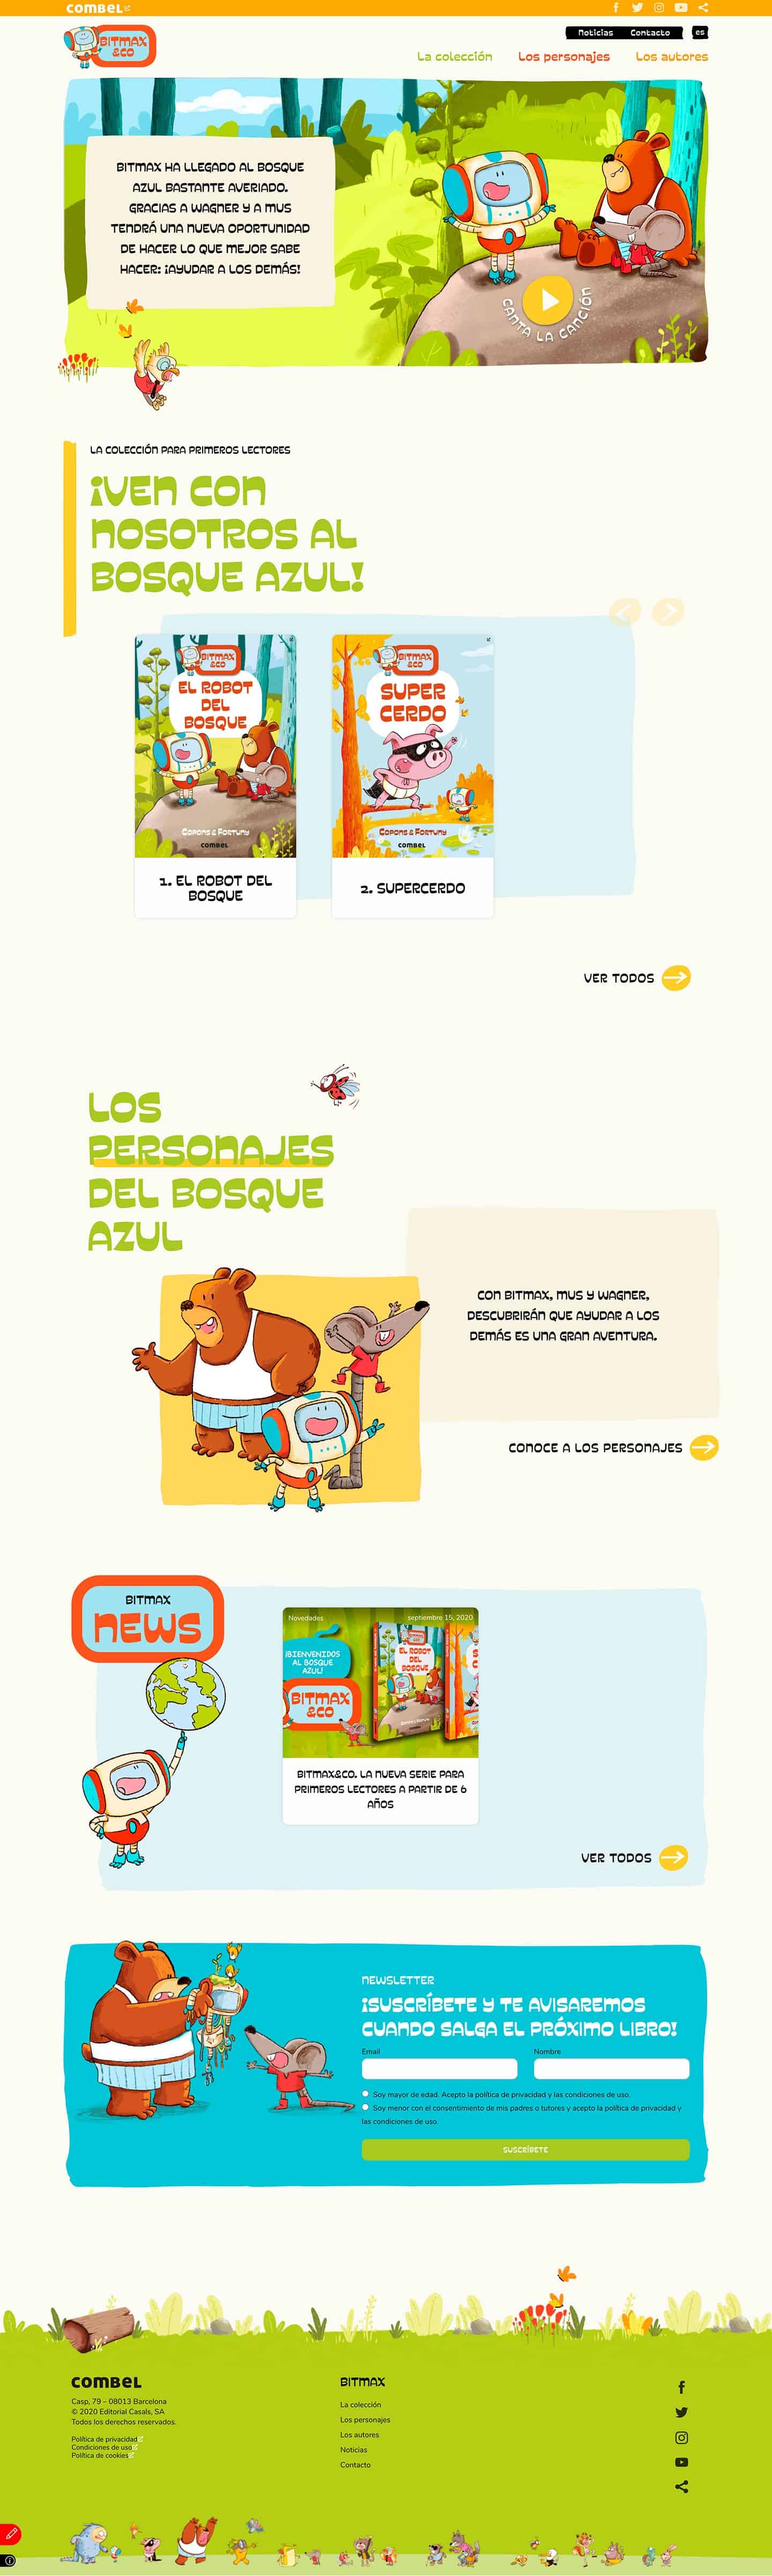 COMBEL
BITMAX
&CO
Noticias
Contacto
es
La colección
Los personajes
Los autores
BITMAX HA LLEGADO AL BOSQUE
AZUL BASTANTE AVERIADO.
GRACIAS A WAGNER Y A MUS
TENDRÁ UNA NUEVA OPORTUNIDAD
DE HACER LO QUE MEJOR SABE
HACER: ¡AYUDAR A LOS DEMÁS!
CANTA LA CANCIÓN
LA COLECCIÓN PARA PRIMEROS LECTORES
¡VEN CON
NOSOTROS AL
BOSQUE AZUL!
BITMAX
&CO
EL ROBOT
DEL
BOSQUE
COPONS & FORTUNY
COMBEL
1. EL ROBOT DEL
BOSQUE
BITMAX
&CO
SUPER
CERDO
COPONS & FORTUNY
COMBEL
2. SUPERCERDO
VER TODOS
LOS
PERSONAJES
DEL BOSQUE
AZUL
CON BITMAX, MUS Y WAGNER,
DESCUBRIRÁN QUE AYUDAR A LOS
DEMÁS ES UNA GRAN AVENTURA.
CONOCE A LOS PERSONAJES
BITMAX
NEWS
Novedades
septiembre 15, 2020
¡BIENVENIDOS
AL BOSQUE
AZUL!
BITMAX
&CO
EL ROBOT
DEL
BOSQUE
BITMAX&CO. LA NUEVA SERIE PARA
PRIMEROS LECTORES A PARTIR DE 6
AÑOS
VER TODOS
NEWSLETTER
¡SUSCRÍBETE Y TE AVISAREMOS
CUANDO SALGA EL PRÓXIMO LIBRO!
Email
Nombre
Soy mayor de edad. Acepto la política de privacidad y las condiciones de uso.
Soy menor con el consentimiento de mis padres o tutores y acepto la política de privacidad y
las condiciones de uso.
SUSCRÍBETE
COMBEL
Casp, 79 – 08013 Barcelona
© 2020 Editorial Casals, SA
Todos los derechos reservados.
Política de privacidad
Condiciones de uso
Política de cookies
BITMAX
La colección
Los personajes
Los autores
Noticias
Contacto